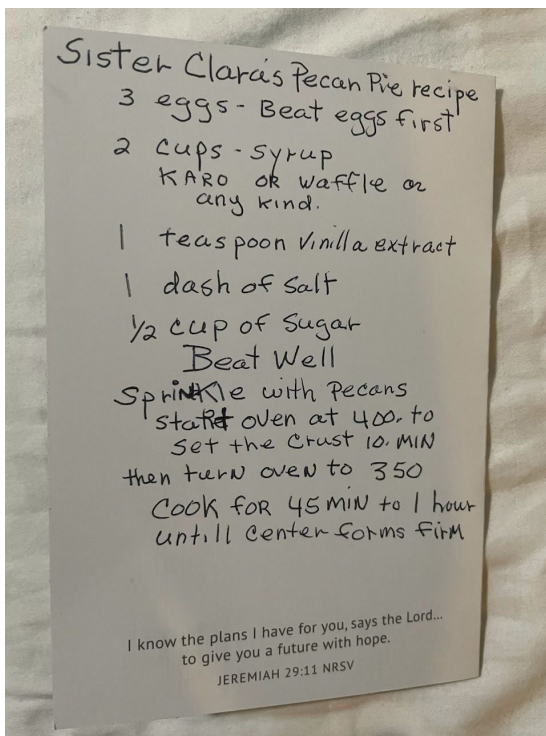 Sister Clara's Pecan Pie recipe
3 eggs - Beat eggs first
2 cups - syrup
KARO OR Waffle or
any kind.
1 teaspoon Vinilla extract
1 dash of Salt
1/2 cup of Sugar
Beat Well
Sprinkle with Pecans
start oven at 400. to
Set the Crust 10. MIN
then turn oven to 350
Cook for 45 MIN to 1 hour
untill Center forms firm
I know the plans I have for you, says the Lord...
to give you a future with hope.
JEREMIAH 29:11 NRSV